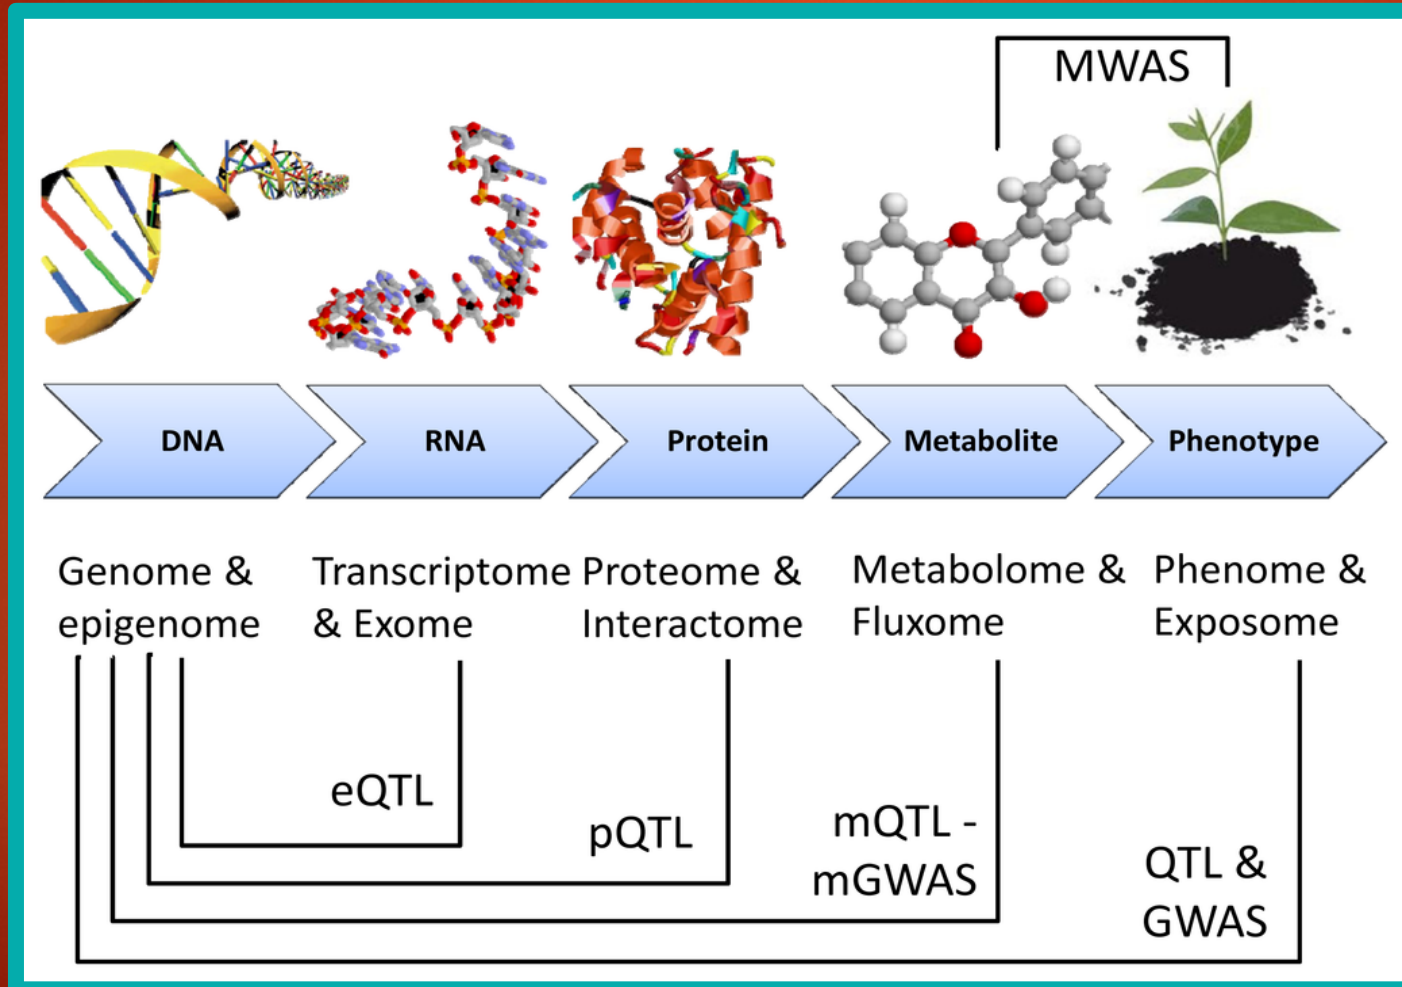 MWAS
DNA
RNA
Protein
Metabolite
Phenotype
Genome &
epigenome
Transcriptome
& Exome
Proteome &
Interactome
Metabolome &
Fluxome
Phenome &
Exposome
eQTL
pQTL
mQTL -
mGWAS
QTL &
GWAS